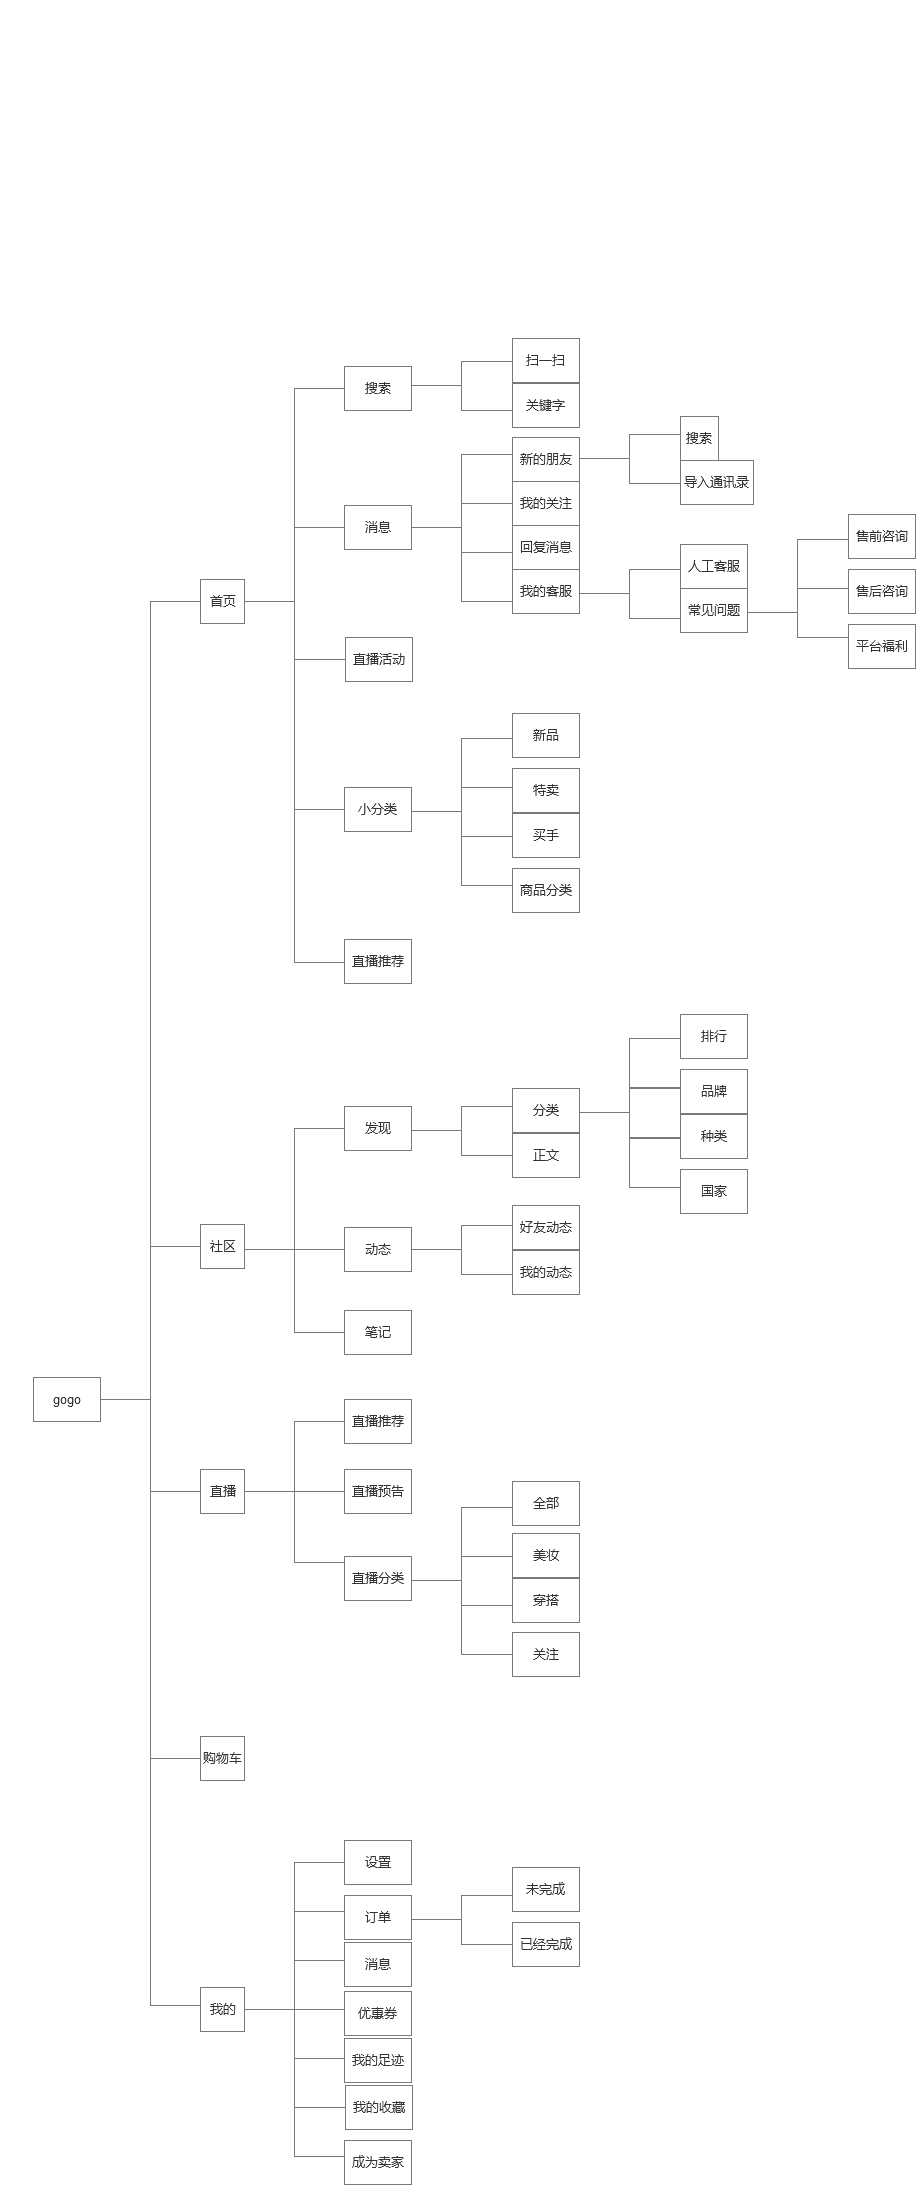 扫一扫
搜索
关键字
搜索
新的朋友
导入通讯录
我的关注
消息
售前咨询
回复消息
人工客服
我的客服
售后咨询
首页
常见问题
平台福利
直播活动
新品
特卖
小分类
买手
商品分类
直播推荐
排行
品牌
分类
发现
种类
正文
国家
好友动态
社区
动态
我的动态
笔记
gogo
直播推荐
直播
直播预告
全部
美妆
直播分类
穿搭
关注
购物车
设置
未完成
订单
已经完成
消息
我的
优惠券
我的足迹
我的收藏
成为卖家